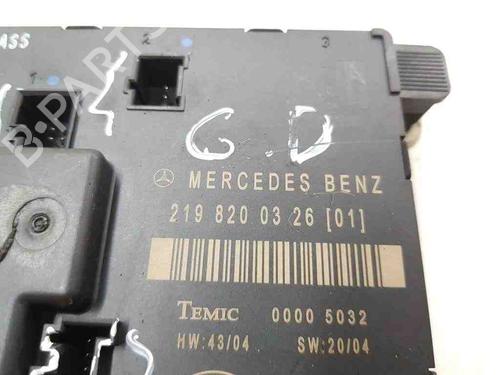 ASS
1
2
3
B-PARTS
G.D
MERCEDES BENZ
219 820 03 26 [01]
TEMIC 0000 5032
HW:43/04 SW:20/04